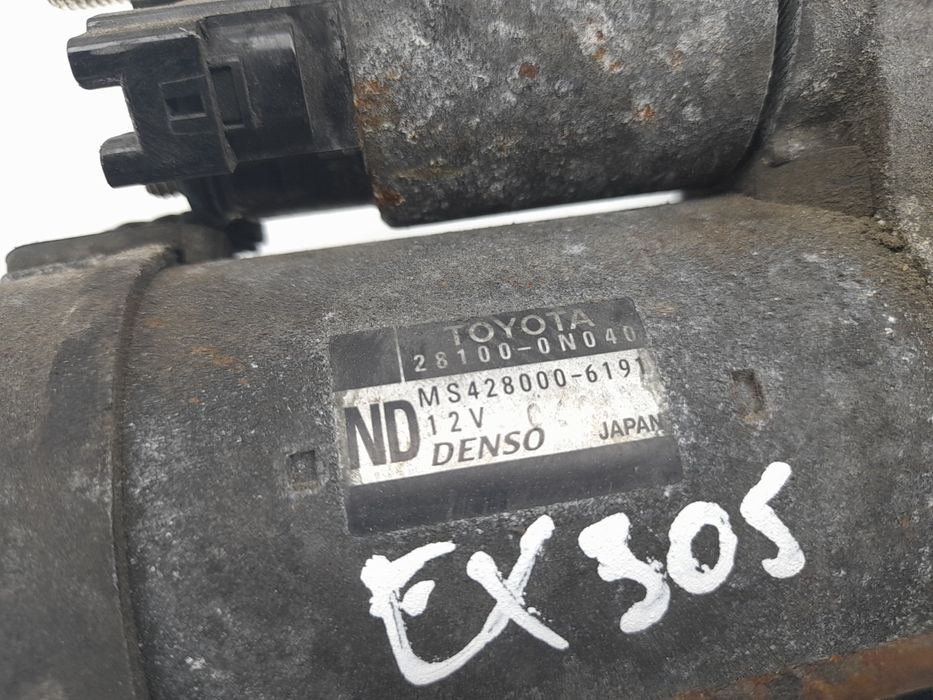 TOYOTA
28100-0N040
MS428000-6191
12V
ND
DENSO JAPAN
EX 305